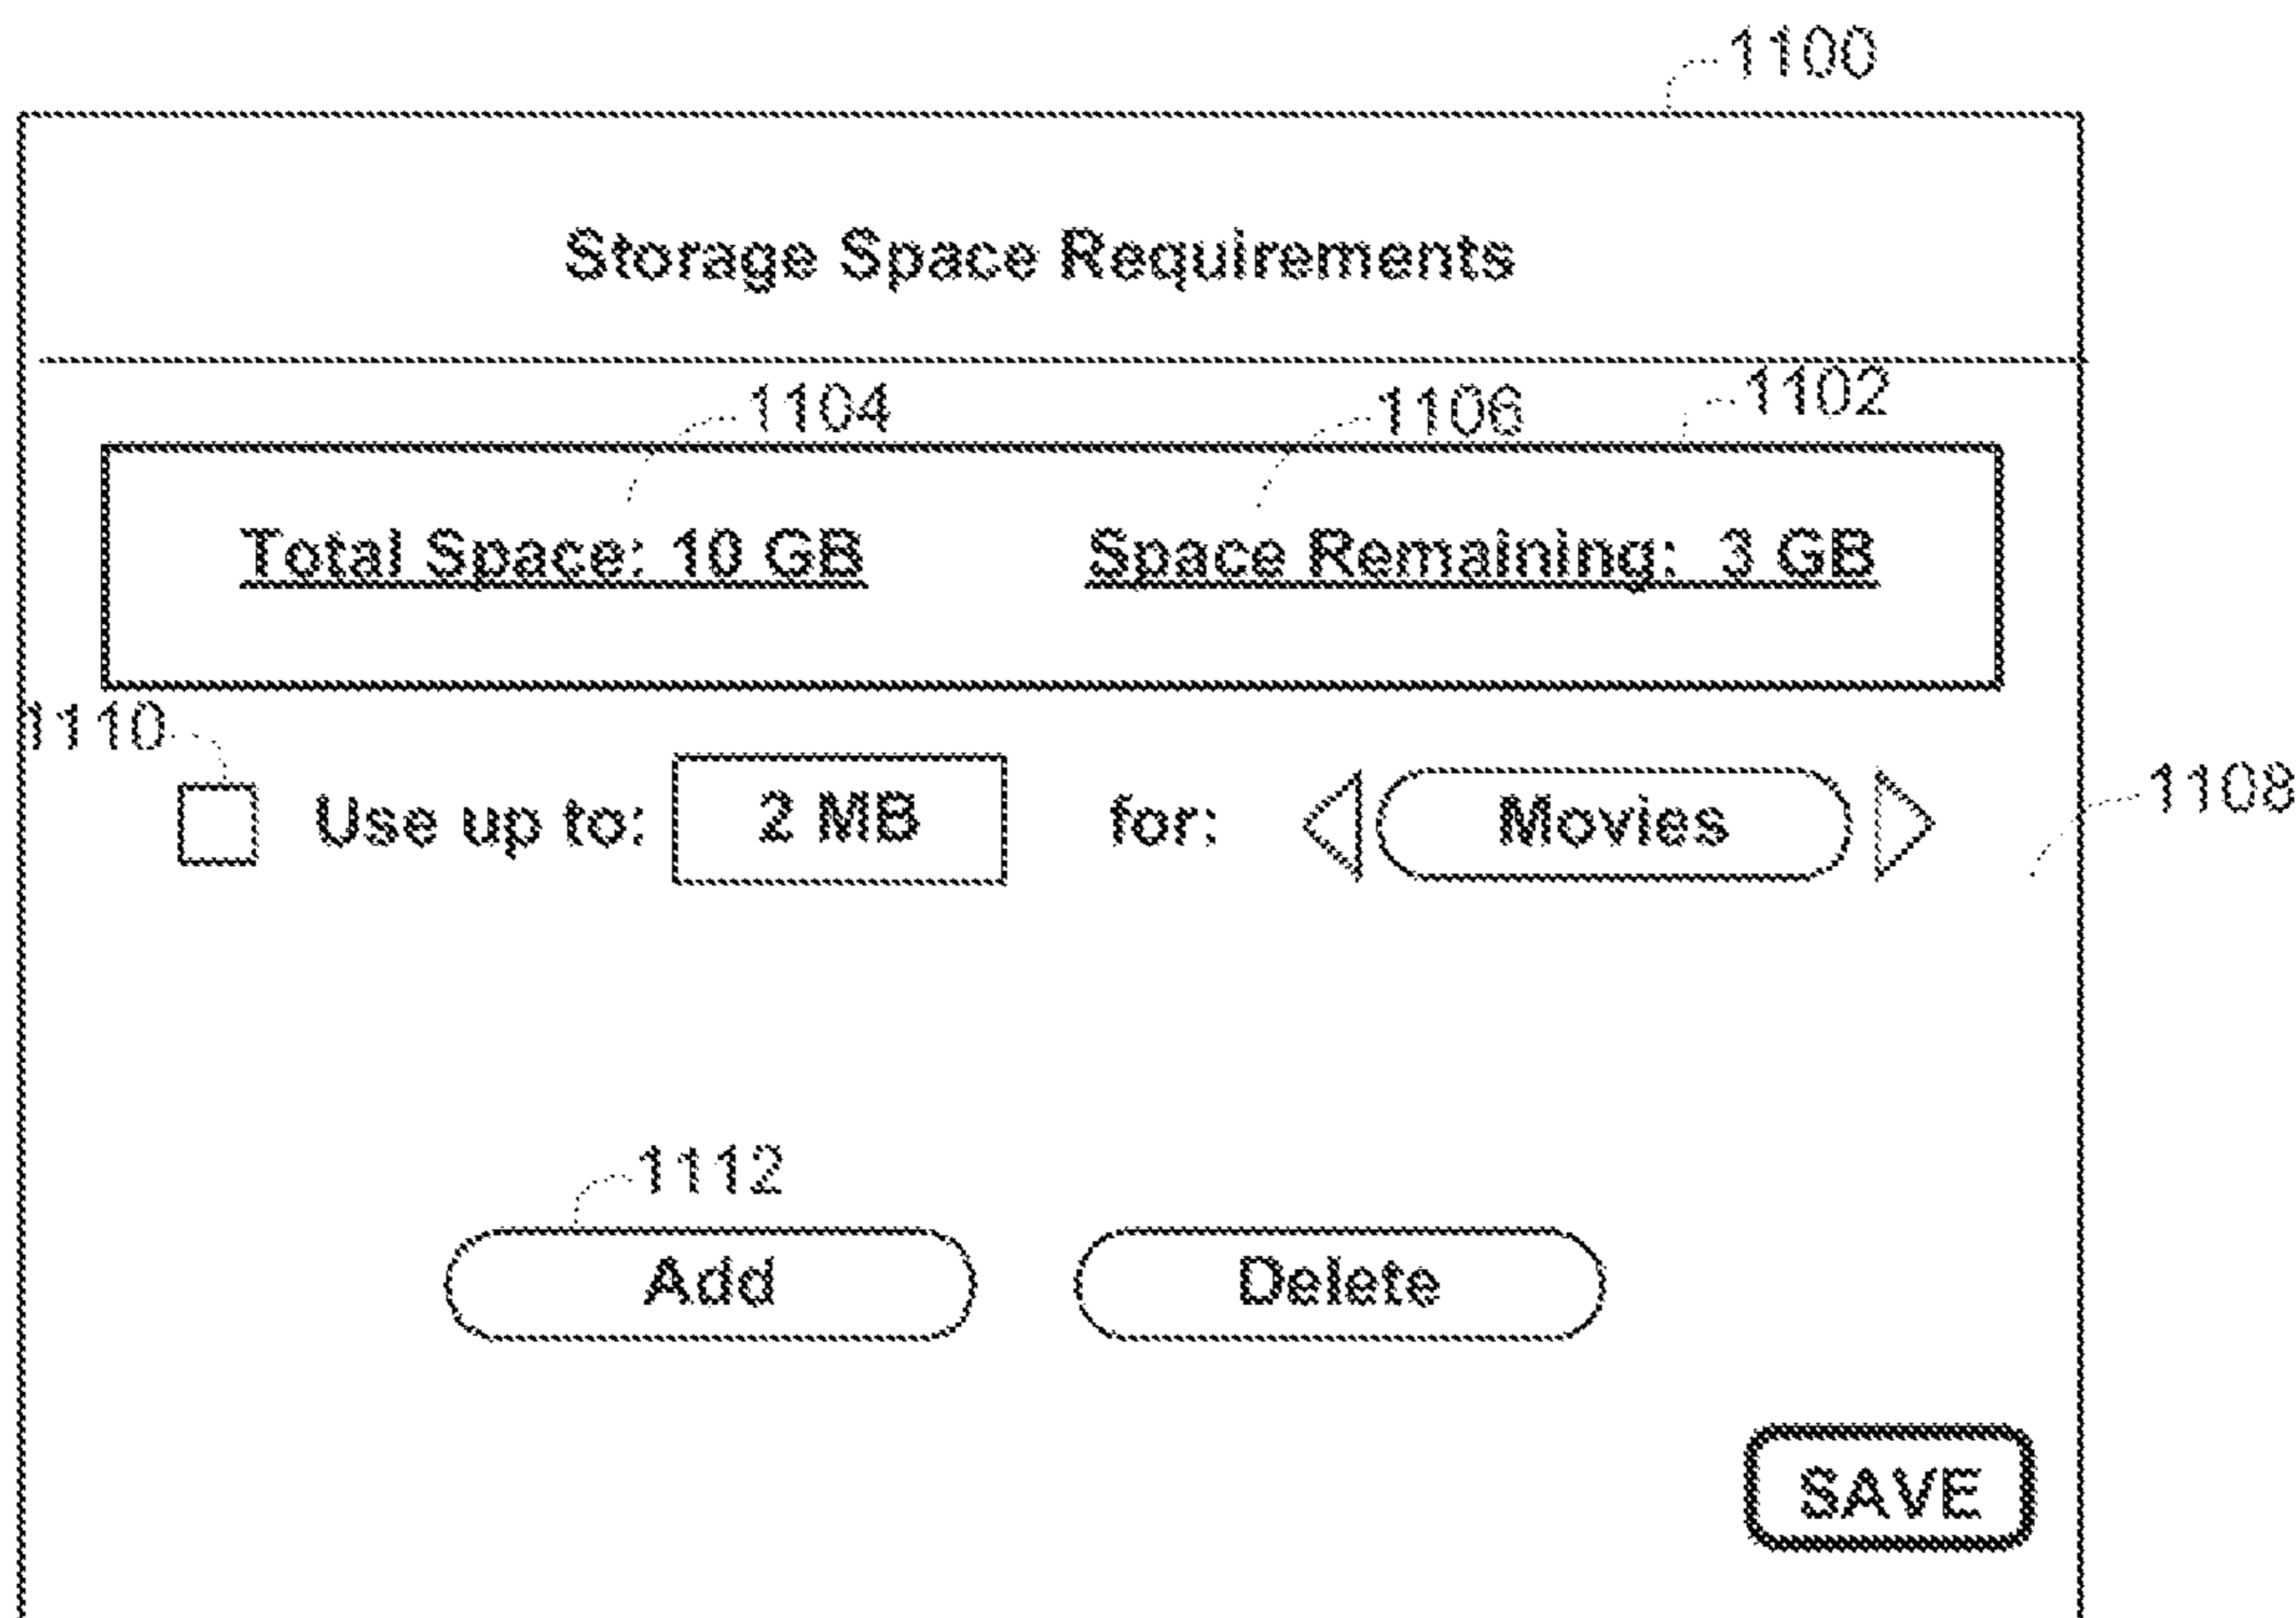 1100
Storage Space Requirements
1104 1106 1102
Total Space: 10 GB Space Remaining: 3 GB
1110
Use up to: 2 MB for: Movies
1108
1112
Add Delete
SAVE